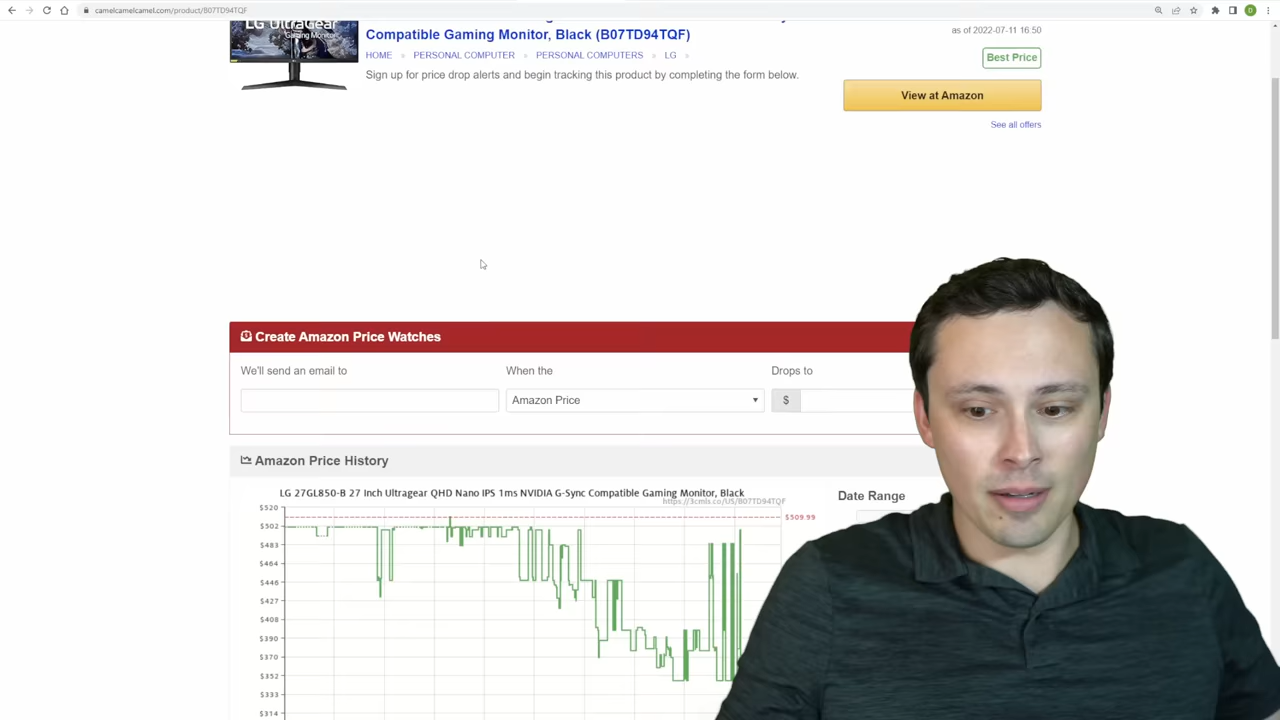 camelcamelcamel.com/product/B07TD94TQF
LG UltraGear
Gaming Monitor
Compatible Gaming Monitor, Black (B07TD94TQF)
HOME » PERSONAL COMPUTER » PERSONAL COMPUTERS » LG »
Sign up for price drop alerts and begin tracking this product by completing the form below.
as of 2022-07-11 16:50
Best Price
View at Amazon
See all offers
Create Amazon Price Watches
We'll send an email to
When the
Drops to
Amazon Price
$
Amazon Price History
LG 27GL850-B 27 Inch Ultragear QHD Nano IPS 1ms NVIDIA G-Sync Compatible Gaming Monitor, Black
https://3cmls.co/US/B07TD94TQF
Date Range
$520
$509.99
$502
$483
$464
$446
$427
$408
$390
$370
$352
$333
$314